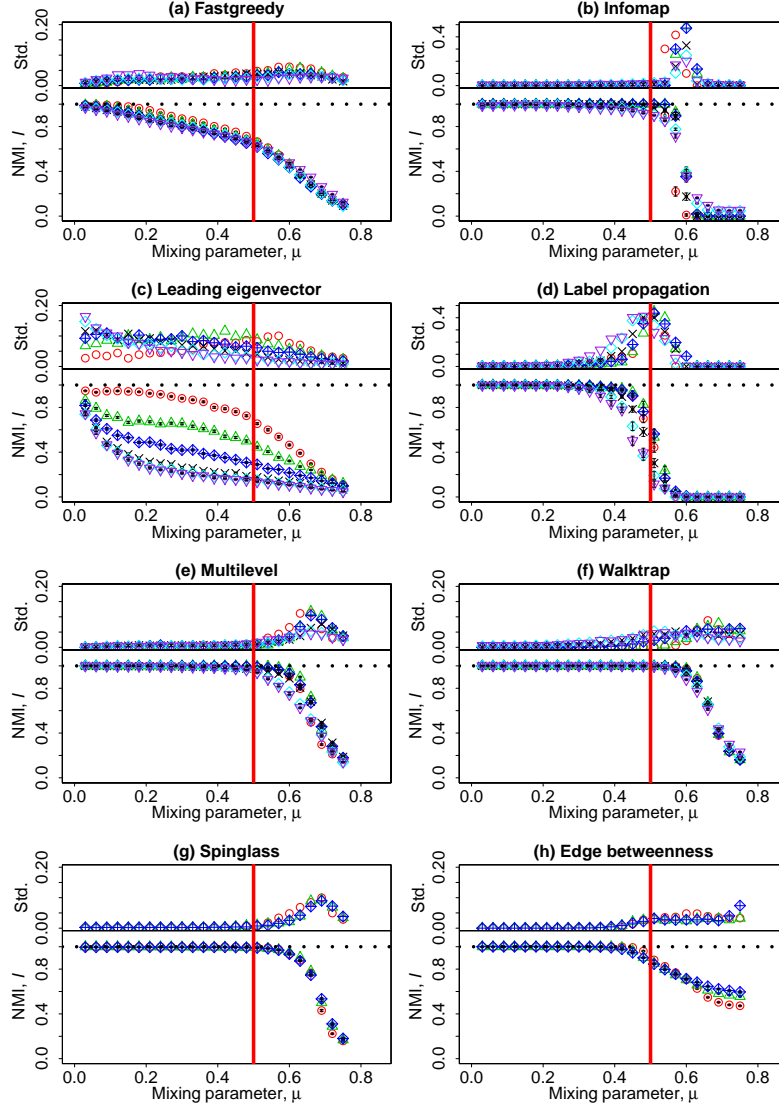 (a) Fastgreedy
Std.
0.00
0.20
NMI, I
0.0
0.4
0.8
0.0 0.2 0.4 0.6 0.8
Mixing parameter, μ
(b) Infomap
Std.
0.0
0.2
0.4
NMI, I
0.0
0.4
0.8
0.0 0.2 0.4 0.6 0.8
Mixing parameter, μ
(c) Leading eigenvector
Std.
0.00
0.20
NMI, I
0.0
0.4
0.8
0.0 0.2 0.4 0.6 0.8
Mixing parameter, μ
(d) Label propagation
Std.
0.0
0.2
0.4
NMI, I
0.0
0.4
0.8
0.0 0.2 0.4 0.6 0.8
Mixing parameter, μ
(e) Multilevel
Std.
0.00
0.20
NMI, I
0.0
0.4
0.8
0.0 0.2 0.4 0.6 0.8
Mixing parameter, μ
(f) Walktrap
Std.
0.00
0.20
NMI, I
0.0
0.4
0.8
0.0 0.2 0.4 0.6 0.8
Mixing parameter, μ
(g) Spinglass
Std.
0.00
0.20
NMI, I
0.0
0.4
0.8
0.0 0.2 0.4 0.6 0.8
Mixing parameter, μ
(h) Edge betweenness
Std.
0.00
0.20
NMI, I
0.0
0.4
0.8
0.0 0.2 0.4 0.6 0.8
Mixing parameter, μ